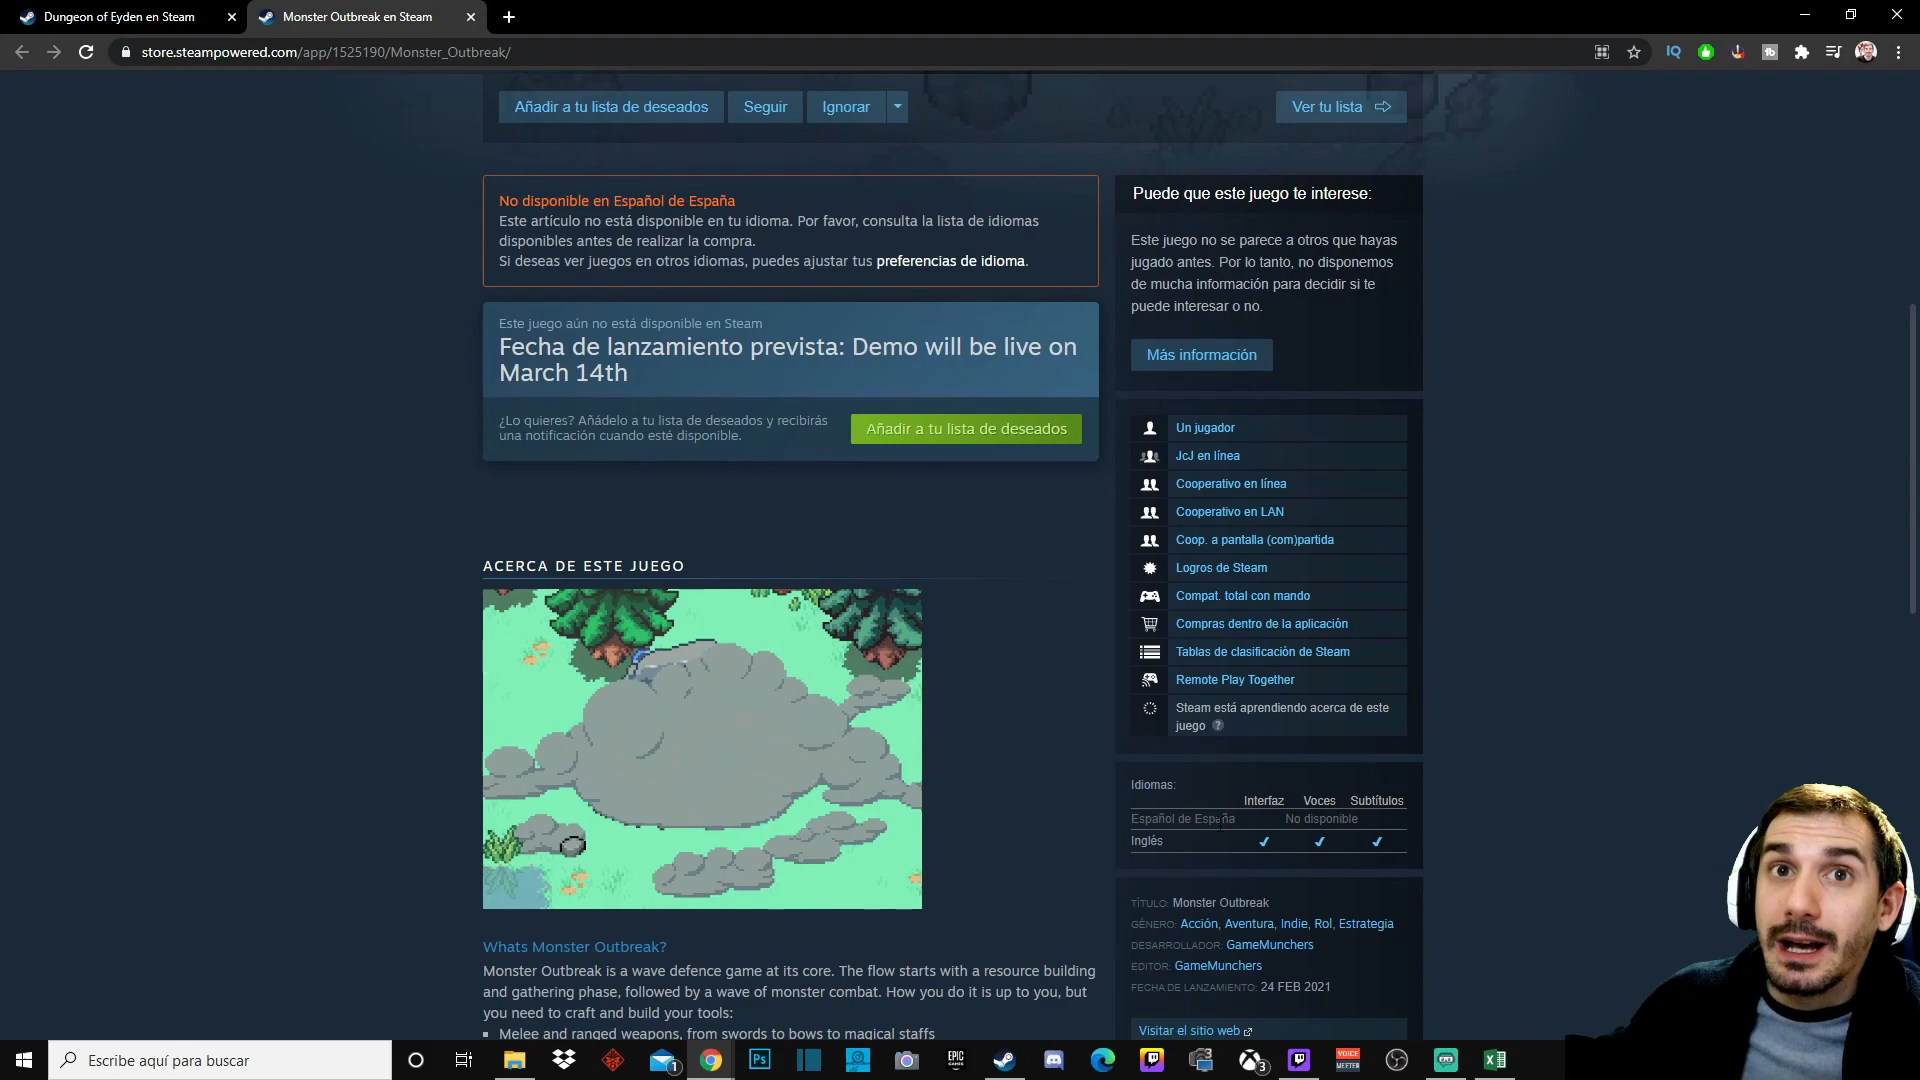 Dungeon of Eyden en Steam
Monster Outbreak en Steam
store.steampowered.com/app/1525190/Monster_Outbreak/
Añadir a tu lista de deseados
Seguir
Ignorar
Ver tu lista
No disponible en Español de España
Este artículo no está disponible en tu idioma. Por favor, consulta la lista de idiomas
disponibles antes de realizar la compra.
Si deseas ver juegos en otros idiomas, puedes ajustar tus preferencias de idioma.
Este juego aún no está disponible en Steam
Fecha de lanzamiento prevista: Demo will be live on
March 14th
¿Lo quieres? Añádelo a tu lista de deseados y recibirás
una notificación cuando esté disponible.
Añadir a tu lista de deseados
ACERCA DE ESTE JUEGO
Whats Monster Outbreak?
Monster Outbreak is a wave defence game at its core. The flow starts with a resource building
and gathering phase, followed by a wave of monster combat. How you do it is up to you, but
you need to craft and build your tools:
Melee and ranged weapons, from swords to bows to magical staffs
Puede que este juego te interese:
Este juego no se parece a otros que hayas
jugado antes. Por lo tanto, no disponemos
de mucha información para decidir si te
puede interesar o no.
Más información
Un jugador
JcJ en línea
Cooperativo en línea
Cooperativo en LAN
Coop. a pantalla (com)partida
Logros de Steam
Compat. total con mando
Compras dentro de la aplicación
Tablas de clasificación de Steam
Remote Play Together
Steam está aprendiendo acerca de este
juego ?
Idiomas:
Interfaz Voces Subtítulos
Español de España No disponible
Inglés ✔ ✔ ✔
TÍTULO: Monster Outbreak
GÉNERO: Acción, Aventura, Indie, Rol, Estrategia
DESARROLLADOR: GameMunchers
EDITOR: GameMunchers
FECHA DE LANZAMIENTO: 24 FEB 2021
Visitar el sitio web
Escribe aquí para buscar
1
Ps
EPIC
GAMES
3
VOICE
MEETER